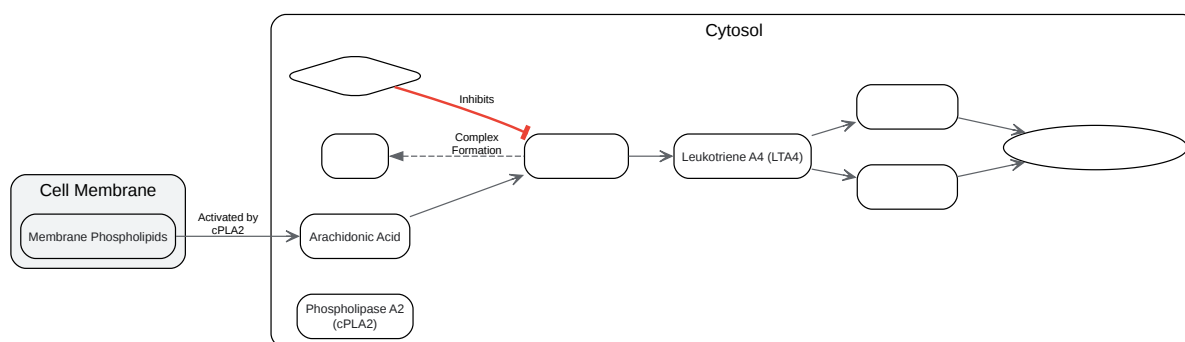 Cytosol
Inhibits
Complex
Formation
Leukotriene A4 (LTA4)
Cell Membrane
Membrane Phospholipids
Activated by
cPLA2
Arachidonic Acid
Phospholipase A2
(cPLA2)